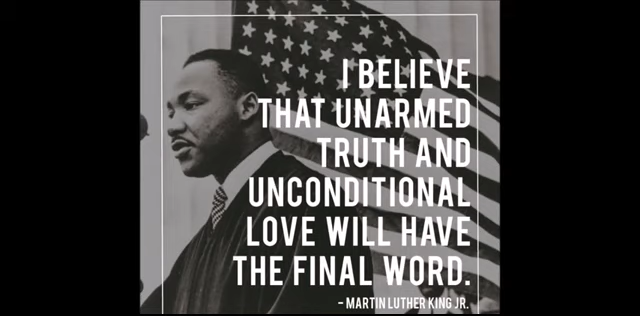 I BELIEVE
THAT UNARMED
TRUTH AND
UNCONDITIONAL
LOVE WILL HAVE
THE FINAL WORD.
- MARTIN LUTHER KING JR.